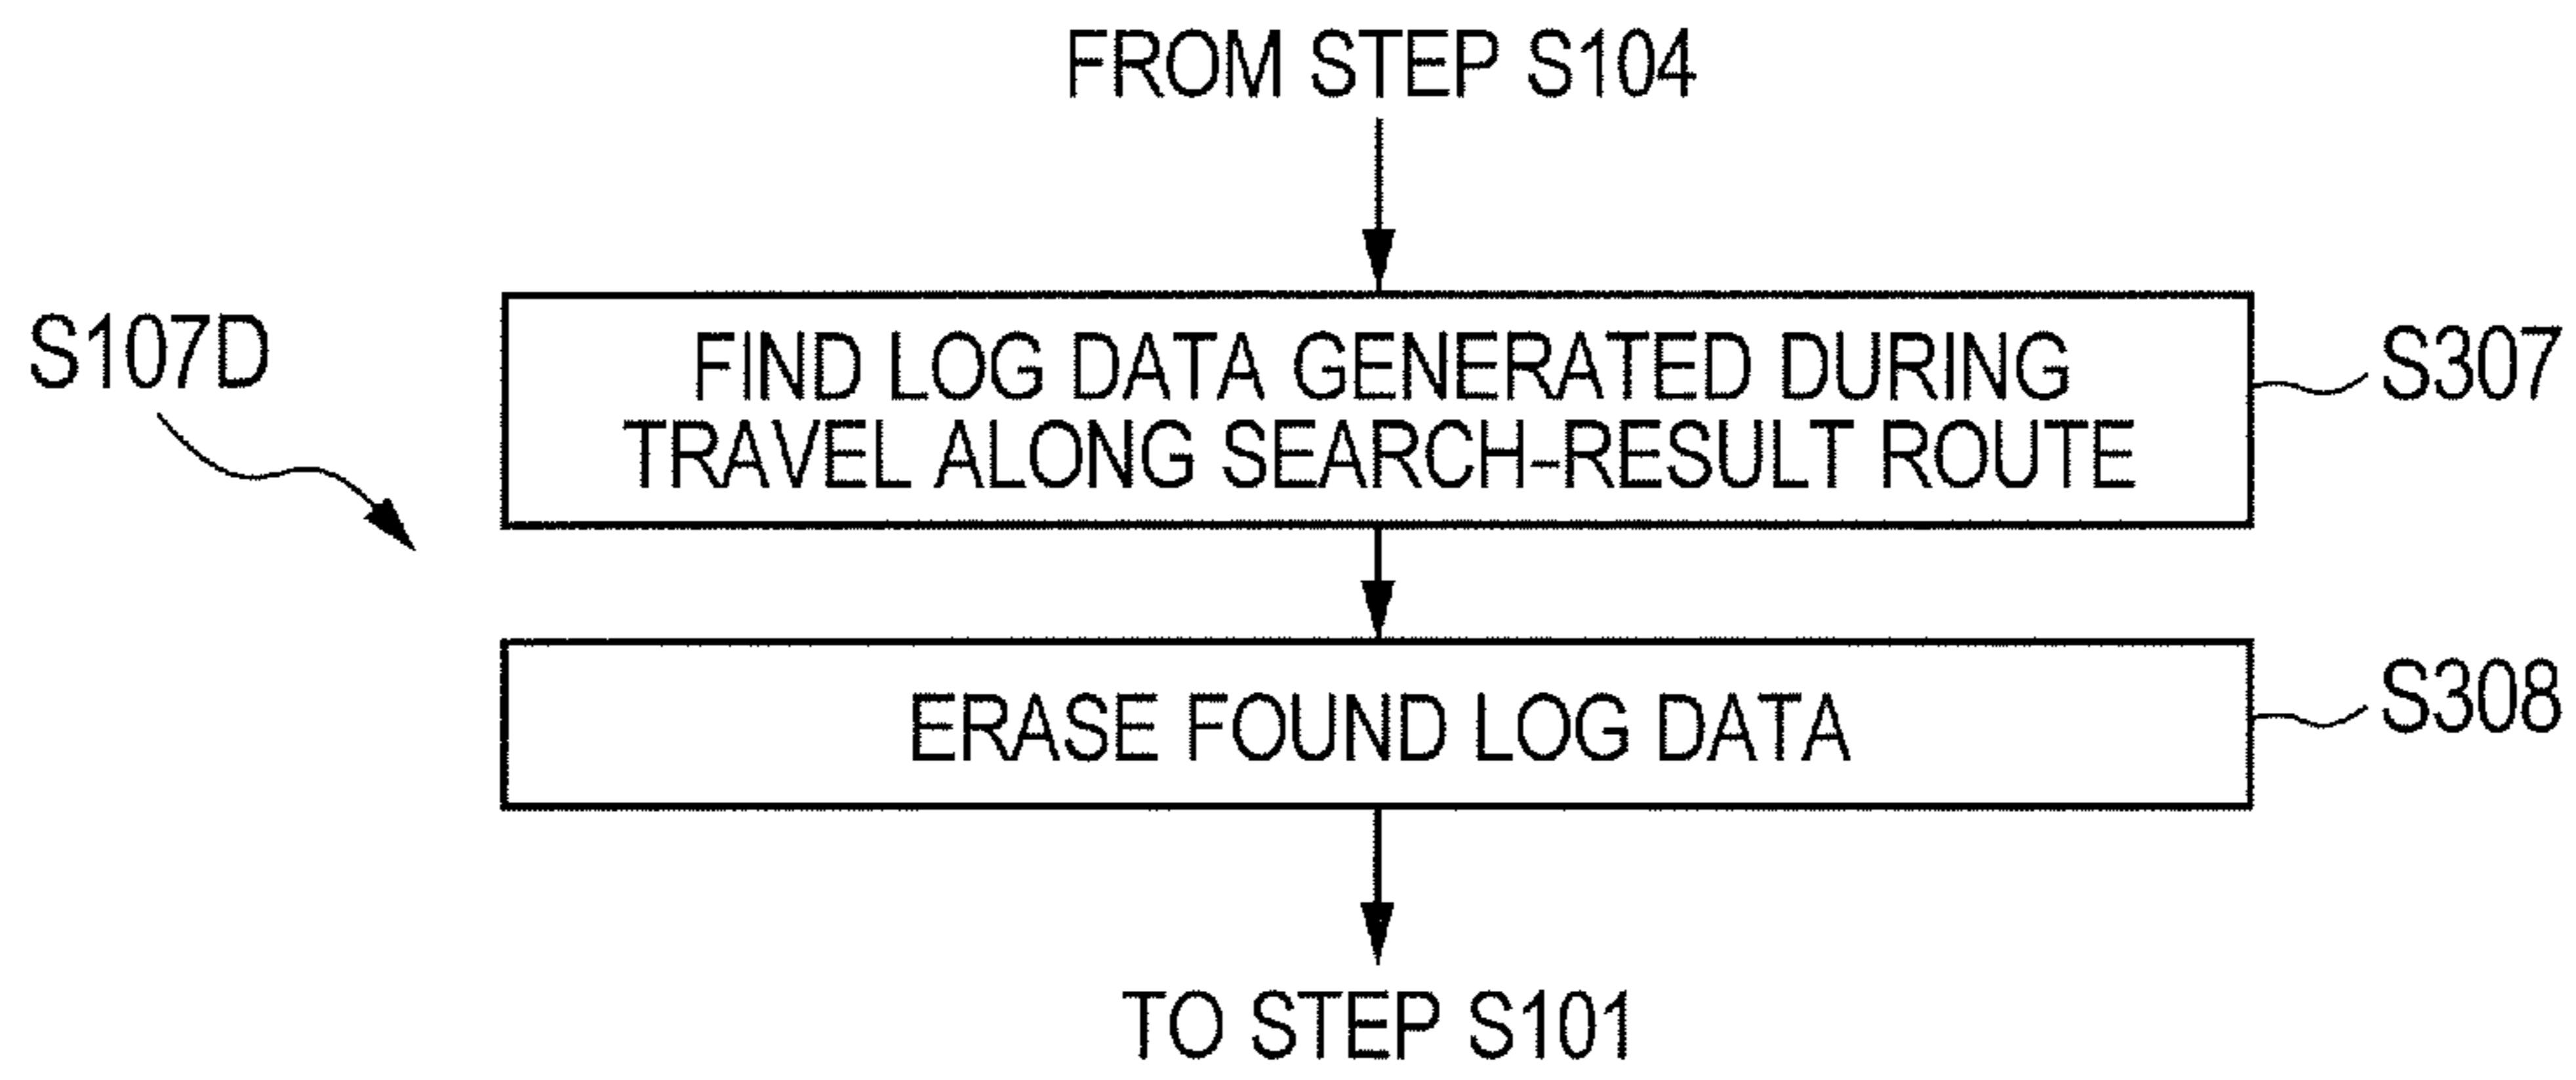 FROM STEP S104
S107D
FIND LOG DATA GENERATED DURING
TRAVEL ALONG SEARCH-RESULT ROUTE
S307
ERASE FOUND LOG DATA
S308
TO STEP S101